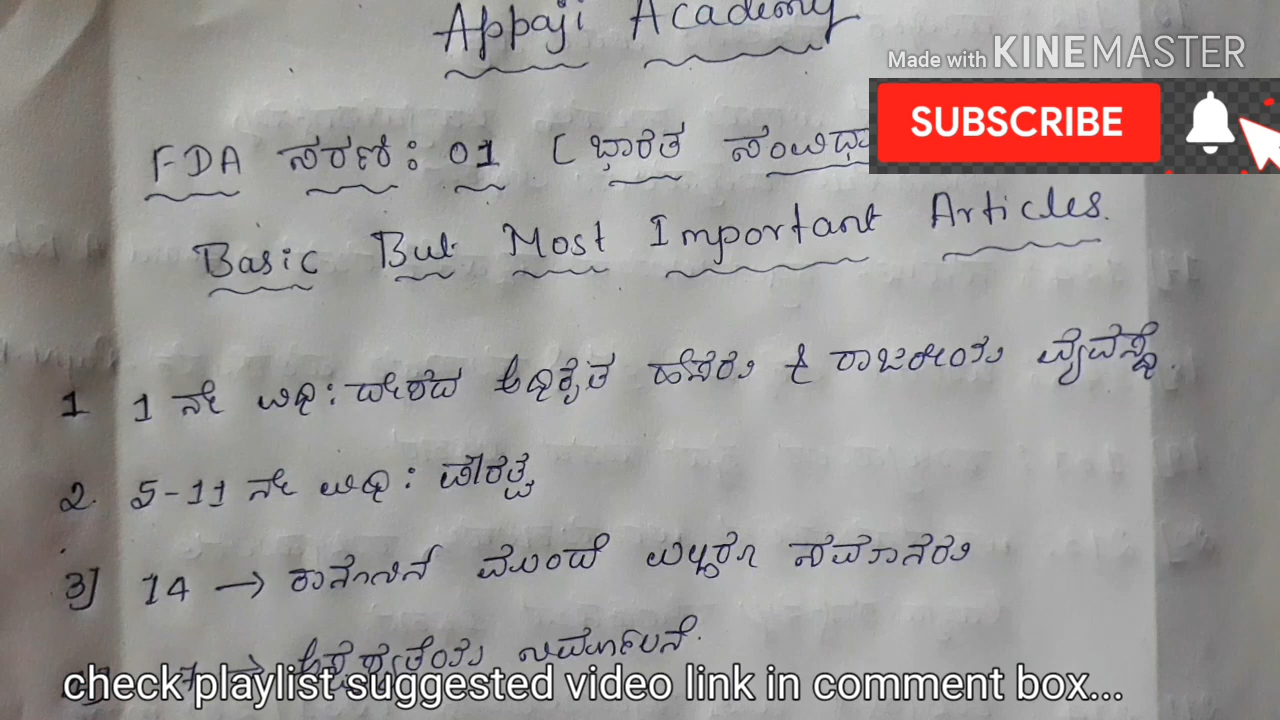 Appaji Academy
Made with KINEMASTER
SUBSCRIBE
FDA ಸರಣಿ: 01 [ ಭಾರತ ಸಂವಿಧಾ
Basic But Most Important Articles.
1 1 ನೇ ವಿಧಿ: ದೇಶದ ಅಧಿಕೃತ ಹೆಸರು & ರಾಜಕೀಯ ವ್ಯವಸ್ಥೆ.
2. 5-11 ನೇ ವಿಧಿ: ಪೌರತ್ವ
3] 14 → ಕಾನೂನಿನ ಮುಂದೆ ಎಲ್ಲರೂ ಸಮಾನರು
17 → ಅಸ್ಪೃಶ್ಯತೆಯ ನಿರ್ಮೂಲನೆ.
check playlist suggested video link in comment box...